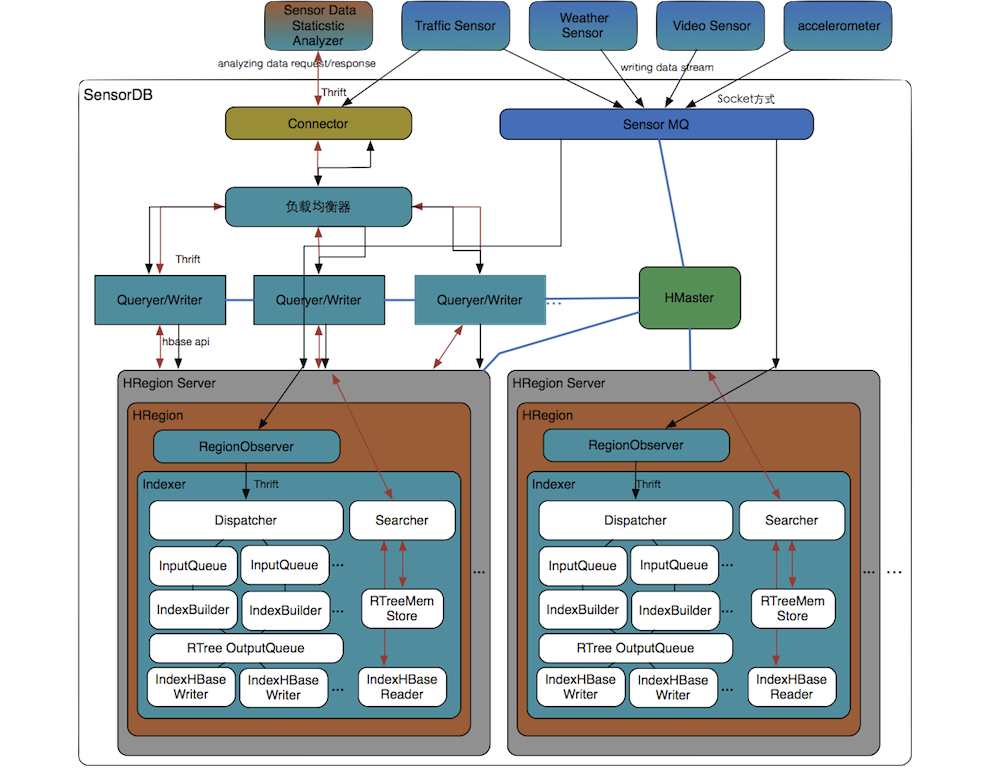 Sensor Data
Staticstic
Analyzer
Traffic Sensor
Weather
Sensor
Video Sensor
accelerometer
analyzing data request/response
writing data stream
SensorDB
Thrift
Socket方式
Connector
Sensor MQ
负载均衡器
Thrift
Queryer/Writer
Queryer/Writer
Queryer/Writer
...
HMaster
hbase api
HRegion Server
HRegion
RegionObserver
Indexer
Thrift
Dispatcher
Searcher
InputQueue
InputQueue
...
IndexBuilder
IndexBuilder
...
RTreeMem
Store
RTree OutputQueue
IndexHBase
Writer
IndexHBase
Writer
...
IndexHBase
Reader
...
HRegion Server
HRegion
RegionObserver
Indexer
Thrift
Dispatcher
Searcher
InputQueue
InputQueue
...
IndexBuilder
IndexBuilder
...
RTreeMem
Store
RTree OutputQueue
IndexHBase
Writer
IndexHBase
Writer
...
IndexHBase
Reader
...
...